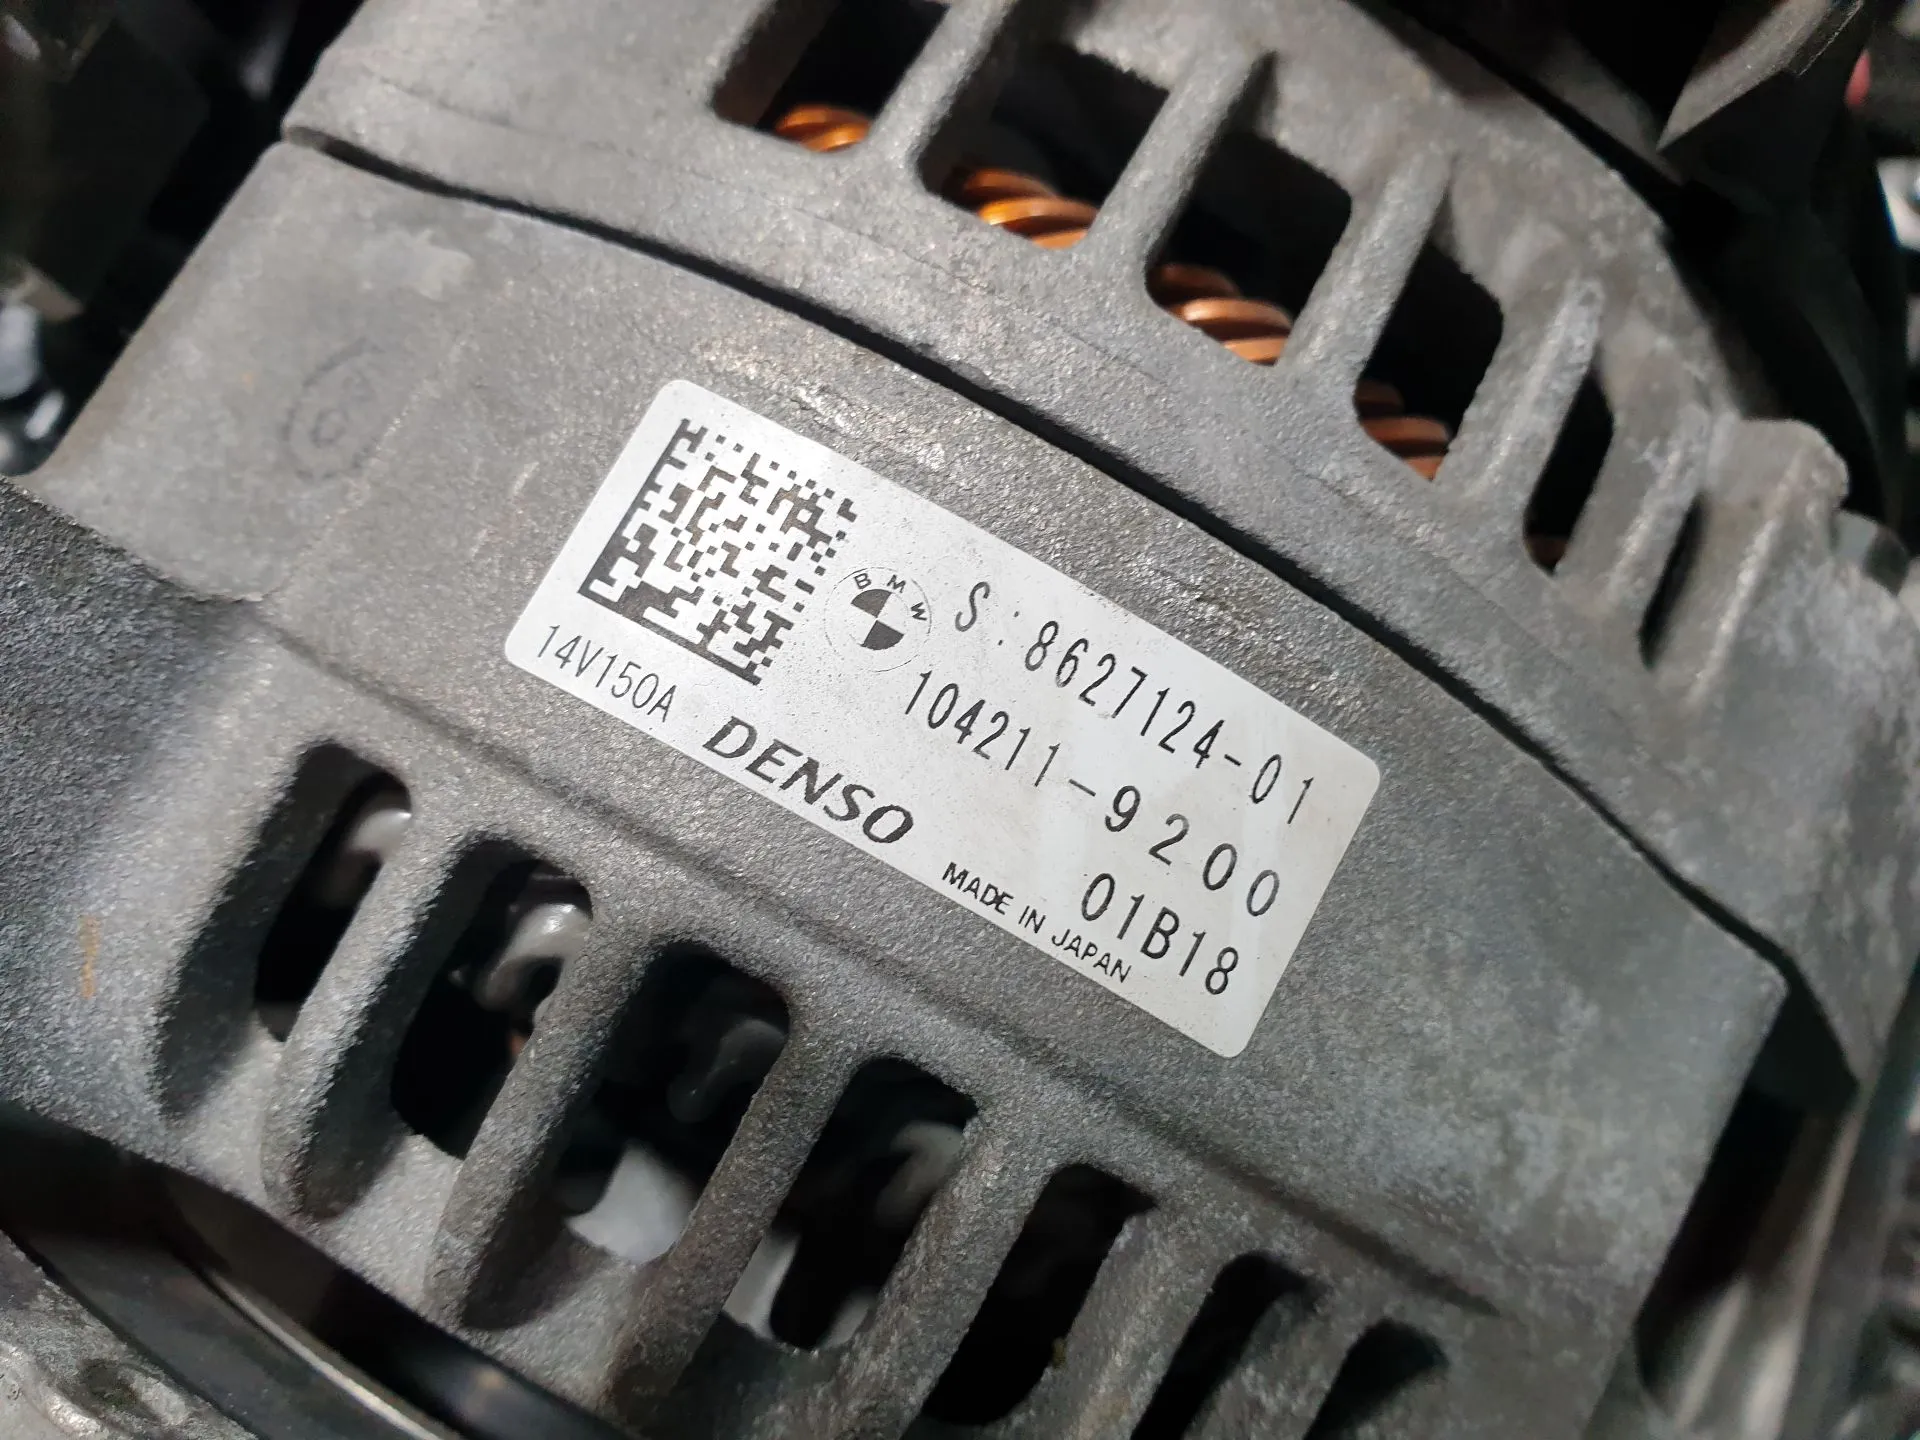 BMW
S:8627124-01
104211-9200
01B18
14V150A
DENSO
MADE IN JAPAN